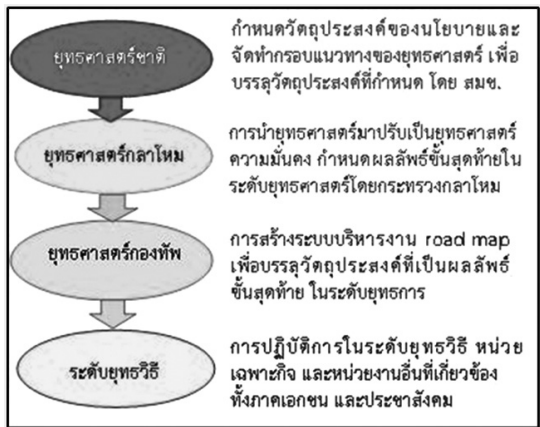 ยุทธศาสตร์ชาติ
กำหนดวัตถุประสงค์ของนโยบายและ
จัดทำกรอบแนวทางของยุทธศาสตร์ เพื่อ
บรรลุวัตถุประสงค์ที่กำหนด โดย สมช.
ยุทธศาสตร์กลาโหม
การนำยุทธศาสตร์มาปรับเป็นยุทธศาสตร์
ความมั่นคง กำหนดผลลัพธ์ขั้นสุดท้ายใน
ระดับยุทธศาสตร์โดยกระทรวงกลาโหม
ยุทธศาสตร์กองทัพ
การสร้างระบบบริหารงาน road map
เพื่อบรรลุวัตถุประสงค์ที่เป็นผลลัพธ์
ขั้นสุดท้าย ในระดับยุทธการ
ระดับยุทธวิธี
การปฏิบัติการในระดับยุทธวิธี หน่วย
เฉพาะกิจ และหน่วยงานอื่นที่เกี่ยวข้อง
ทั้งภาคเอกชน และประชาสังคม